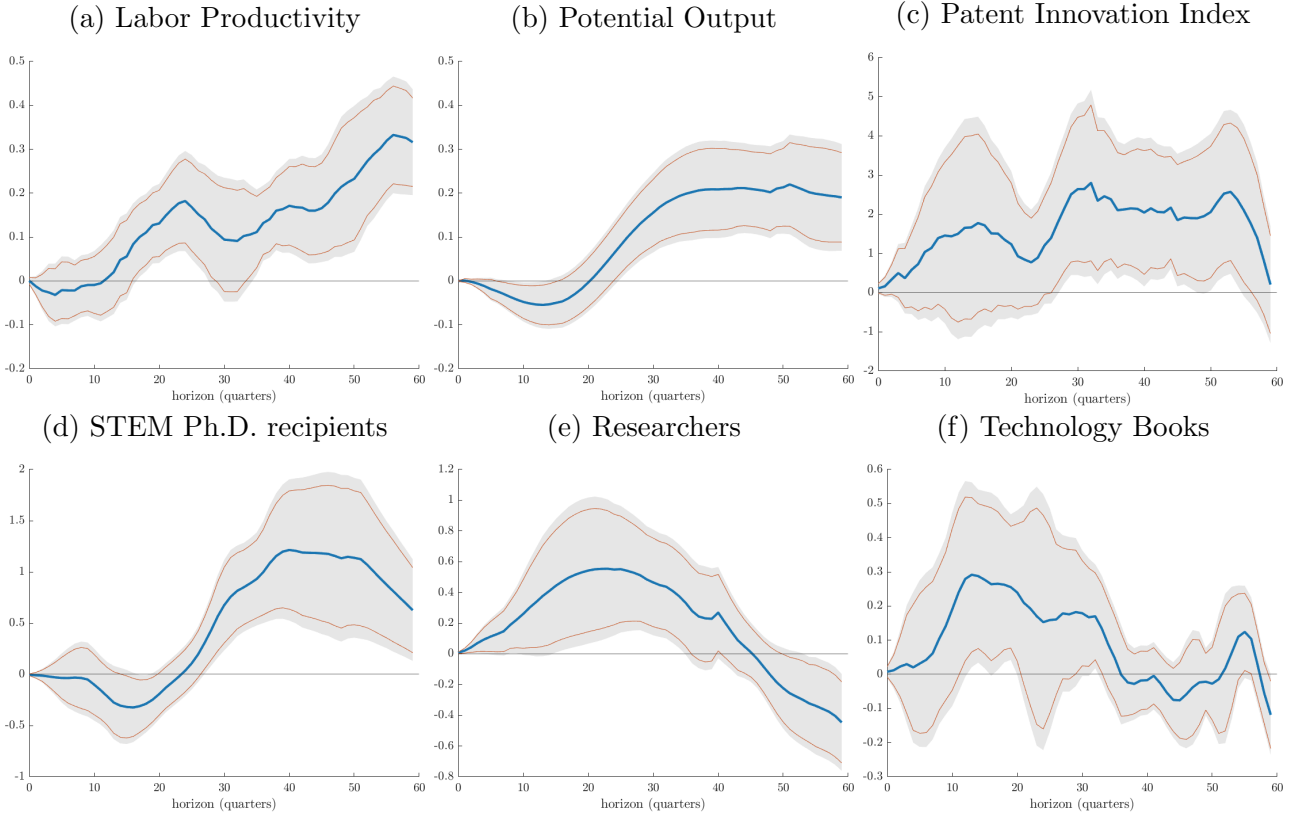 (a) Labor Productivity
(b) Potential Output
(c) Patent Innovation Index
0.5
0.4
0.3
0.2
0.1
0
-0.1
-0.2
0 10 20 30 40 50 60
horizon (quarters)
0.5
0.4
0.3
0.2
0.1
0
-0.1
-0.2
0 10 20 30 40 50 60
horizon (quarters)
6
5
4
3
2
1
0
-1
-2
0 10 20 30 40 50 60
horizon (quarters)
(d) STEM Ph.D. recipients
(e) Researchers
(f) Technology Books
2
1.5
1
0.5
0
-0.5
-1
0 10 20 30 40 50 60
horizon (quarters)
1.2
1
0.8
0.6
0.4
0.2
0
-0.2
-0.4
-0.6
-0.8
0 10 20 30 40 50 60
horizon (quarters)
0.6
0.5
0.4
0.3
0.2
0.1
0
-0.1
-0.2
-0.3
0 10 20 30 40 50 60
horizon (quarters)